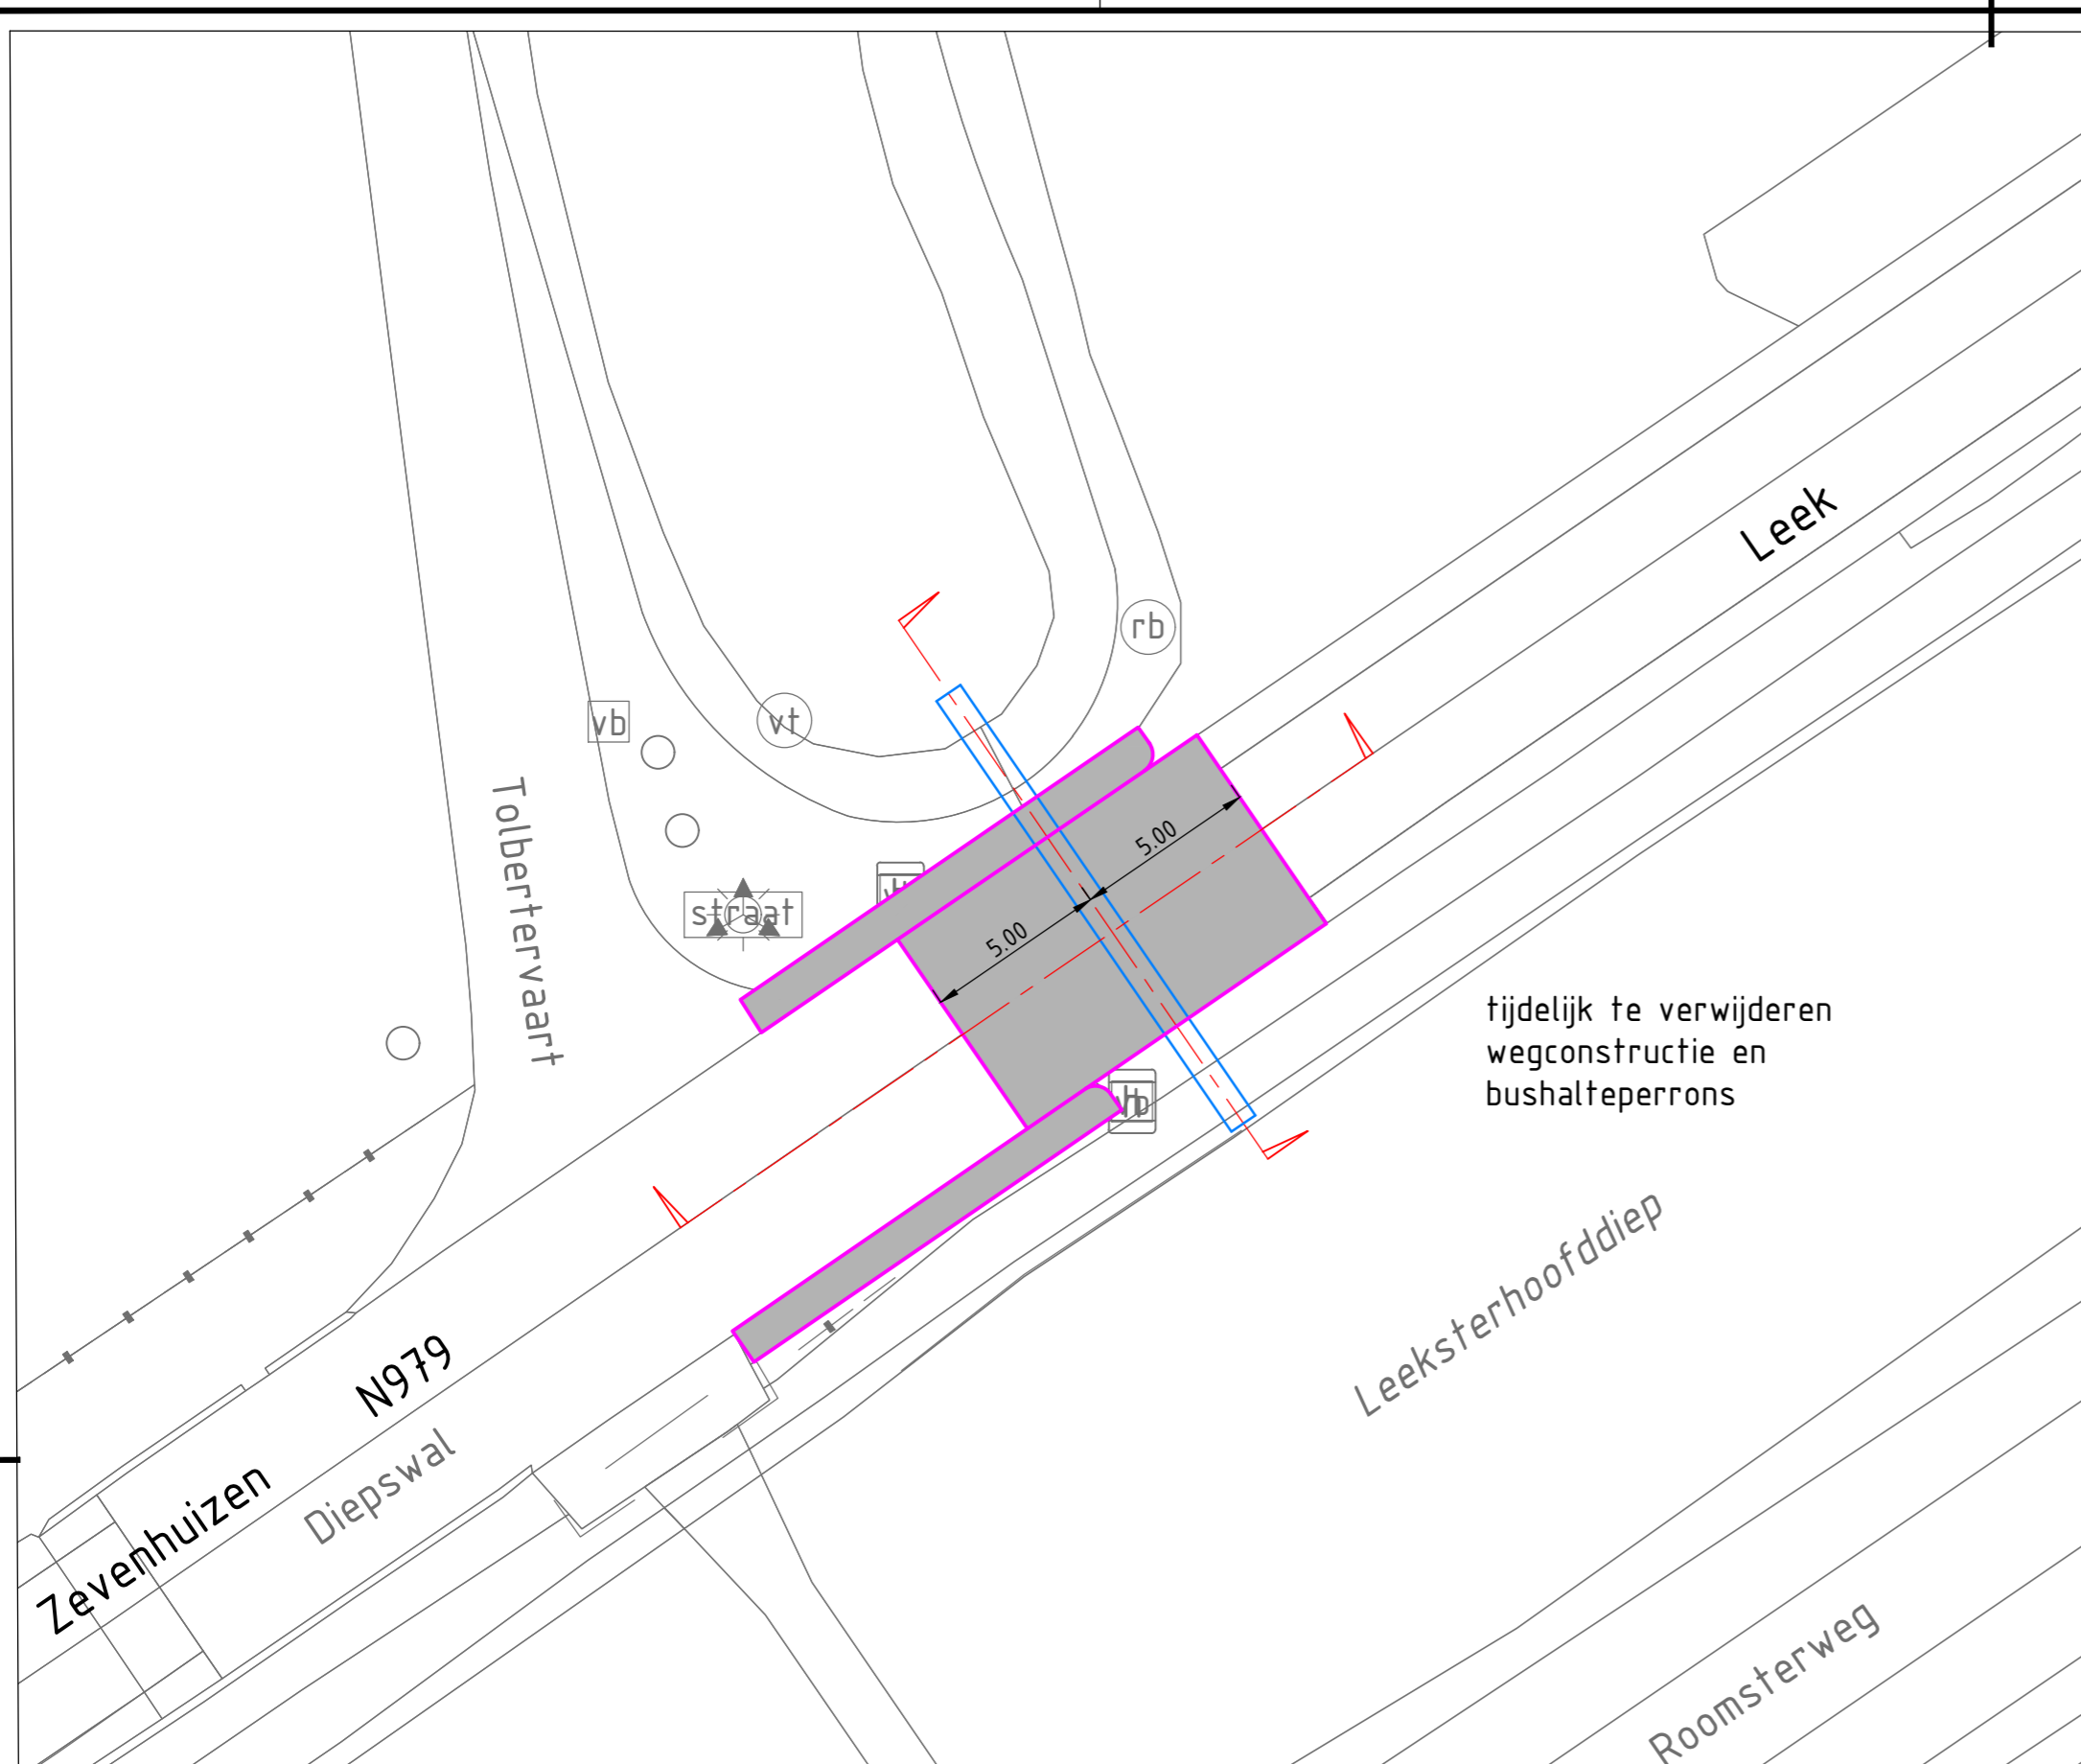 Leek
rb
vb
vt
Tolbertervaart
5.00
straat
5.00
tijdelijk te verwijderen
wegconstructie en
bushalteperrons
Leeksterhoofddiep
N979
Diepswal
Zevenhuizen
Roomsterweg